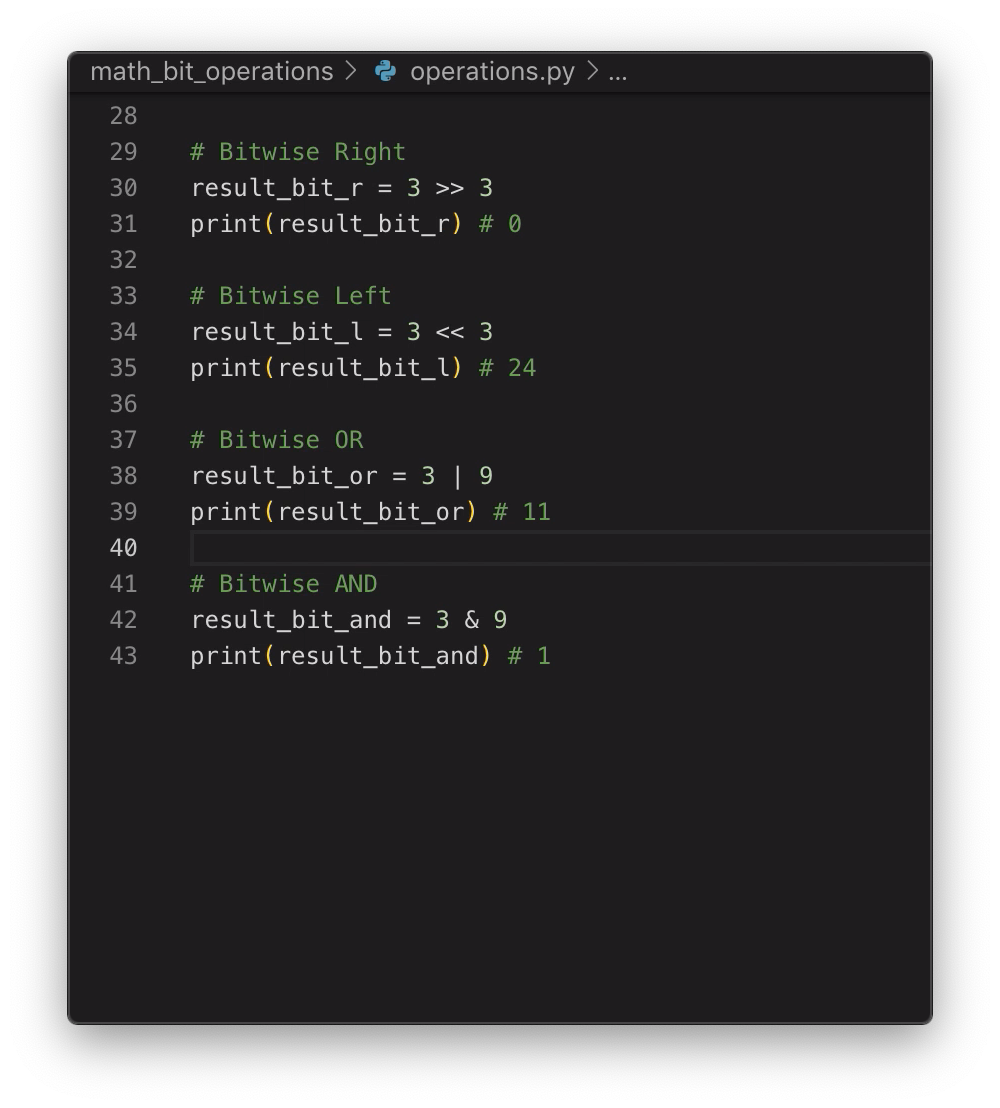 math_bit_operations > operations.py > ...
28
29 # Bitwise Right
30 result_bit_r = 3 >> 3
31 print(result_bit_r) # 0
32
33 # Bitwise Left
34 result_bit_l = 3 << 3
35 print(result_bit_l) # 24
36
37 # Bitwise OR
38 result_bit_or = 3 | 9
39 print(result_bit_or) # 11
40
41 # Bitwise AND
42 result_bit_and = 3 & 9
43 print(result_bit_and) # 1